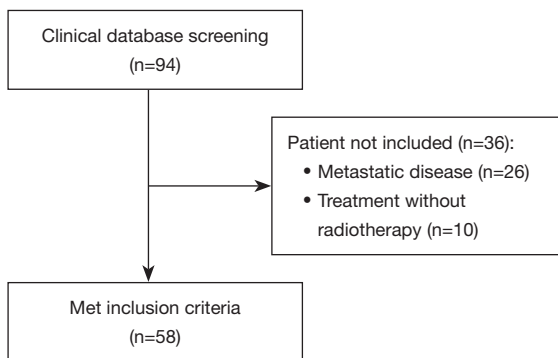 Clinical database screening
(n=94)
Patient not included (n=36):
• Metastatic disease (n=26)
• Treatment without
radiotherapy (n=10)
Met inclusion criteria
(n=58)